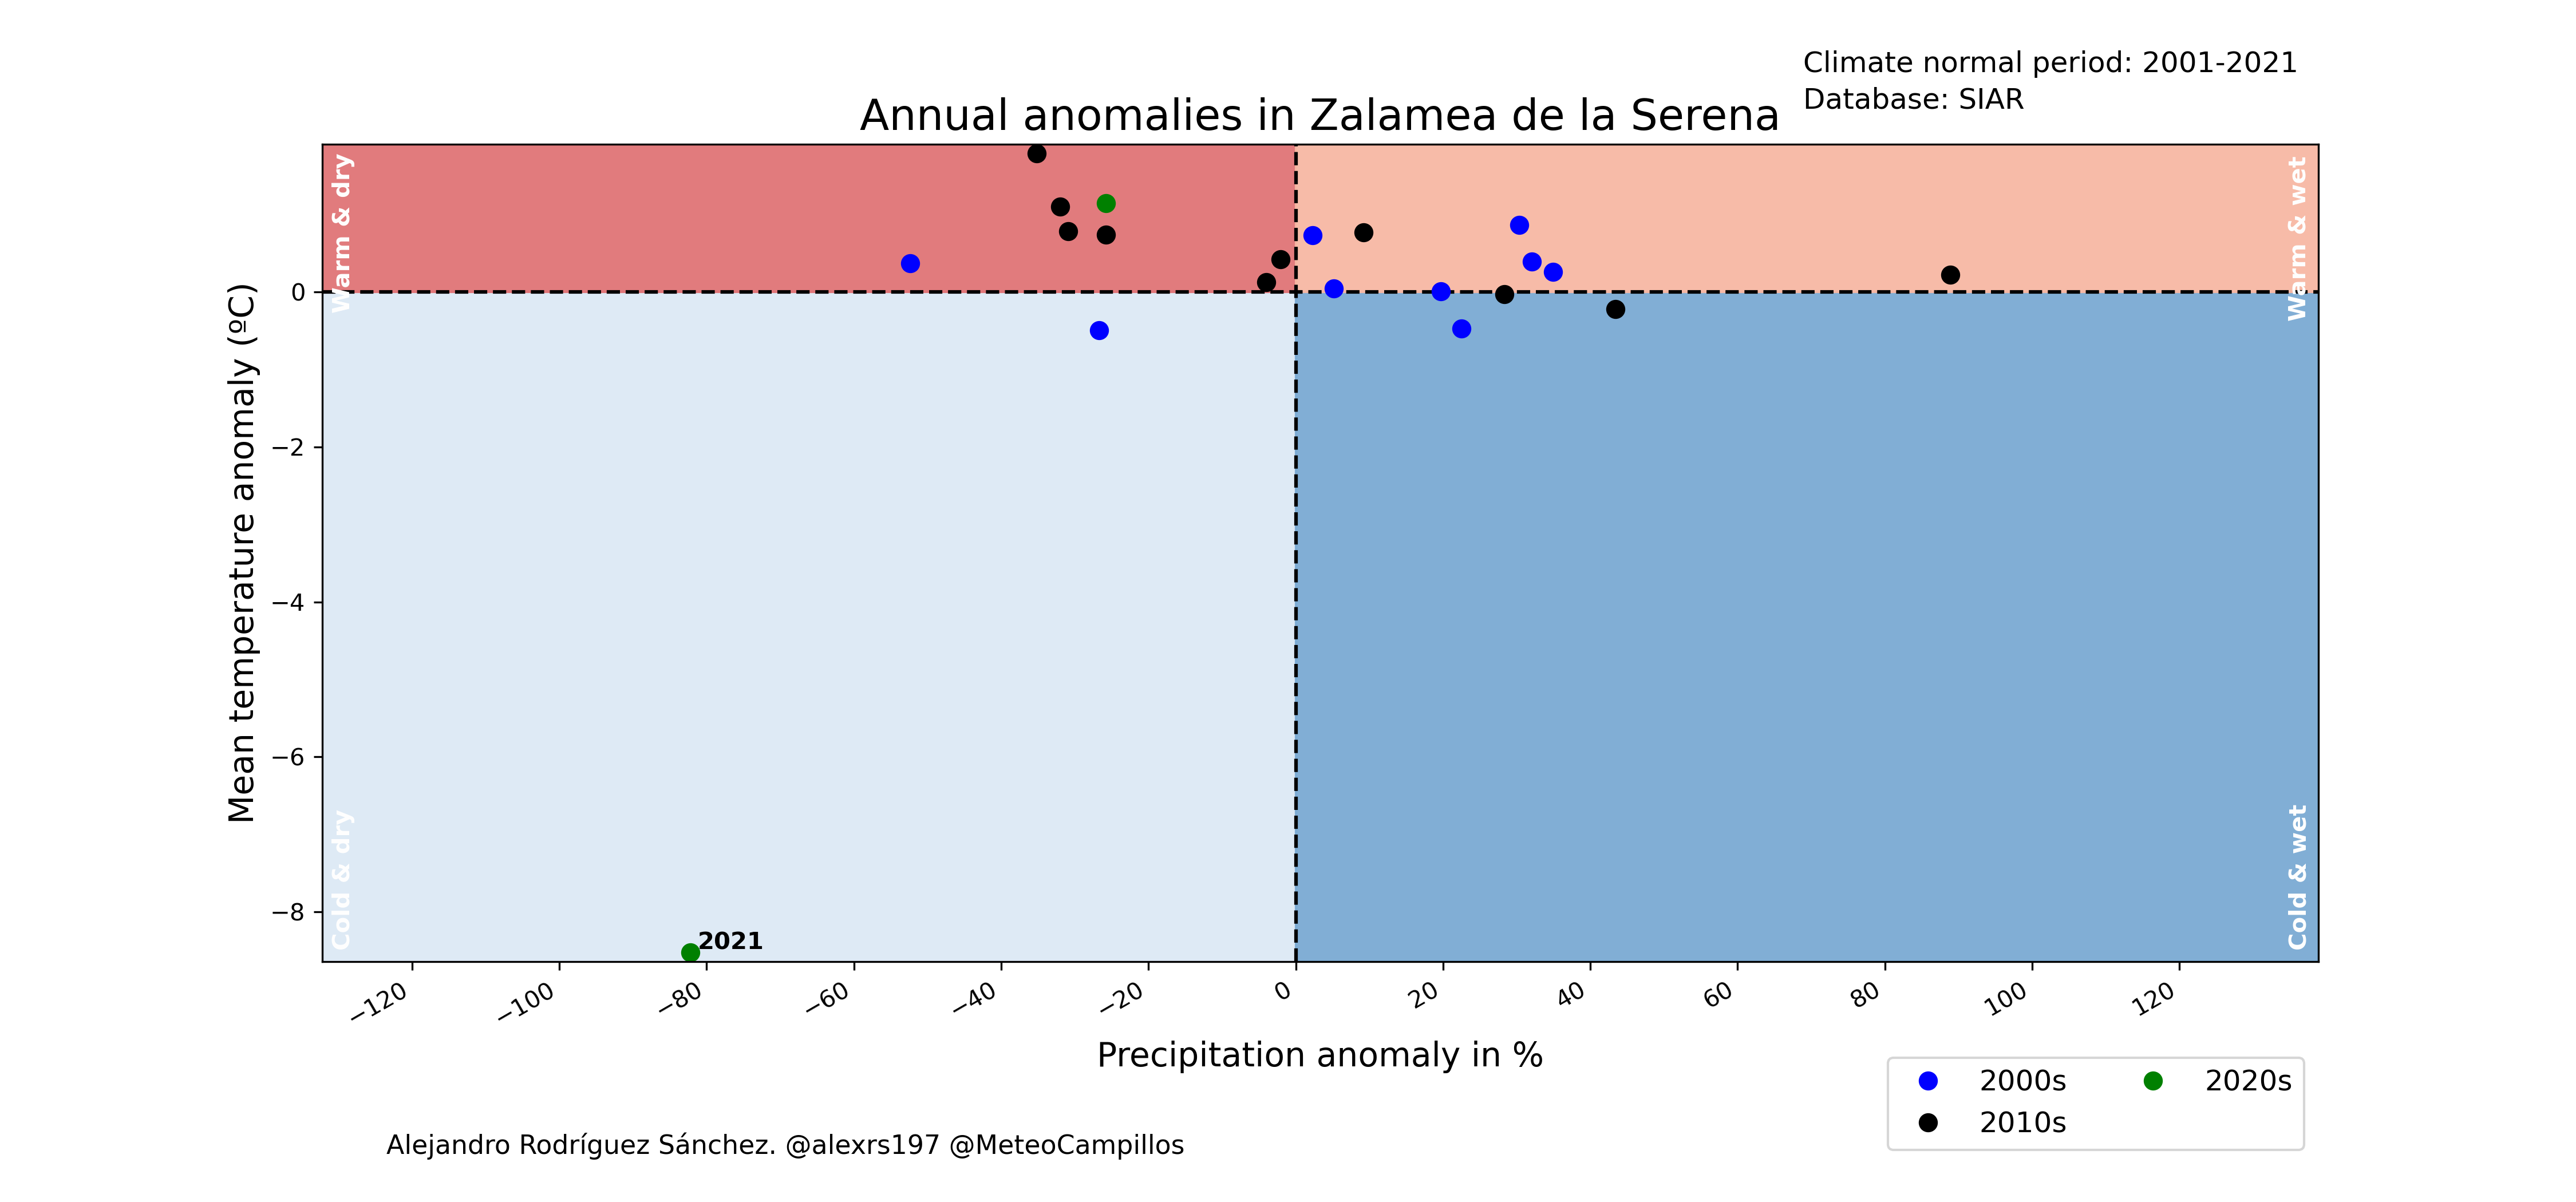 Climate normal period: 2001-2021
Database: SIAR
Annual anomalies in Zalamea de la Serena
Warm & dry
Warm & wet
Mean temperature anomaly (ºC)
0
−2
−4
−6
−8
Cold & dry
Cold & wet
2021
−120
−100
−80
−60
−40
−20
0
20
40
60
80
100
120
Precipitation anomaly in %
2000s
2020s
2010s
Alejandro Rodríguez Sánchez. @alexrs197 @MeteoCampillos